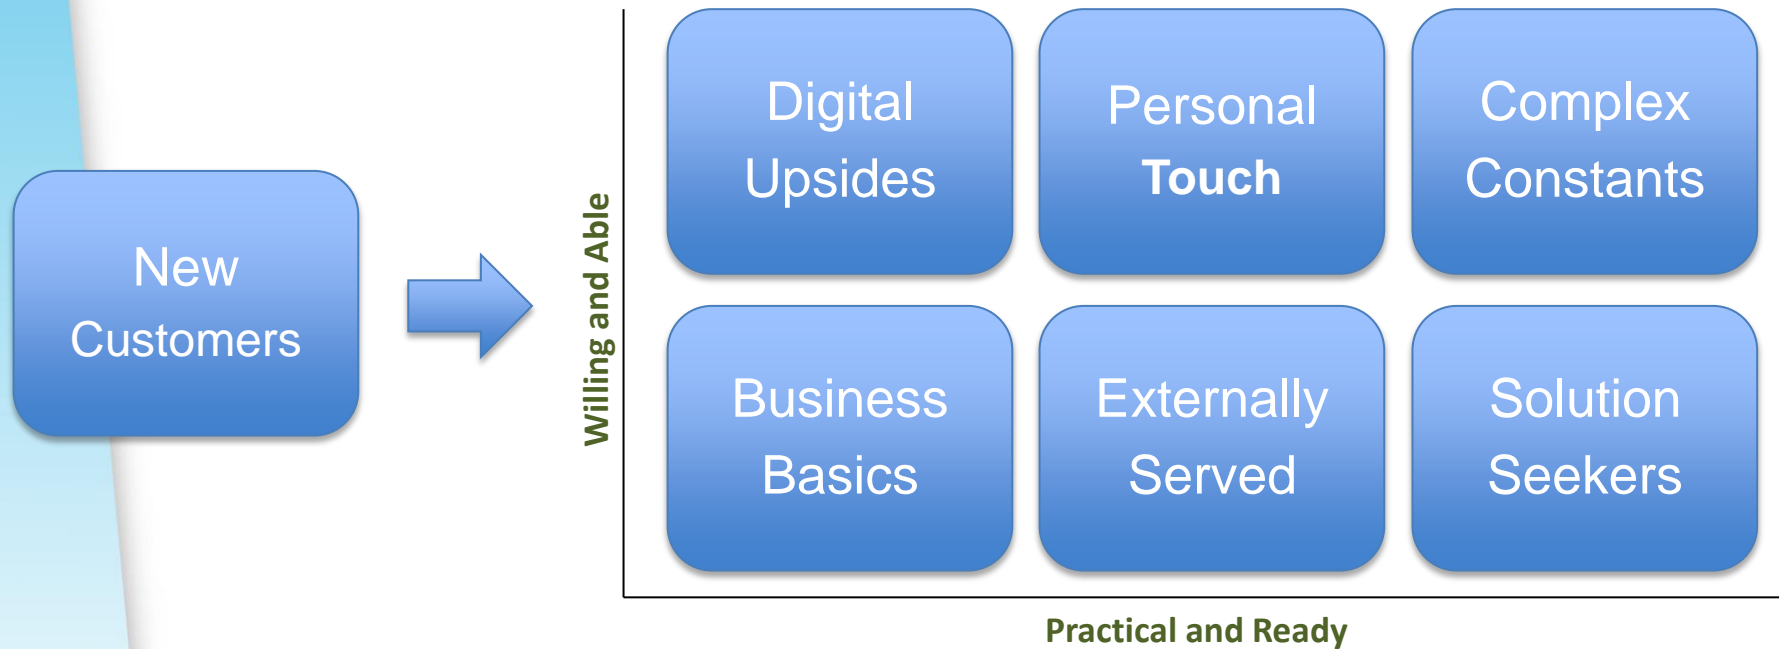 New
Customers
Willing and Able
Digital
Upsides
Personal
Touch
Complex
Constants
Business
Basics
Externally
Served
Solution
Seekers
Practical and Ready